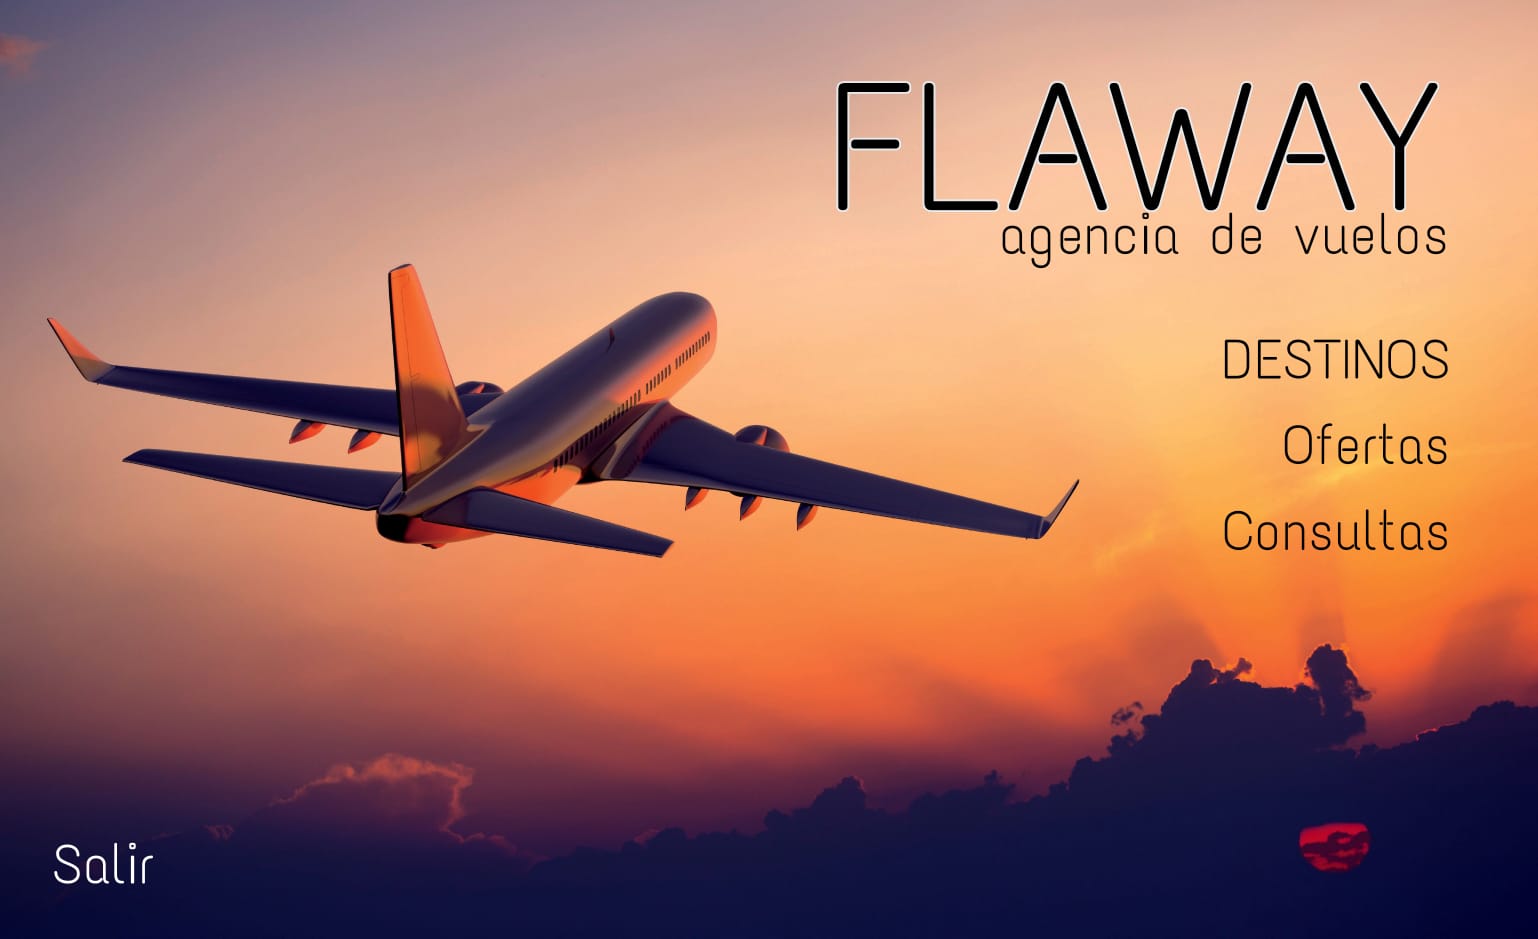 FLAWAY
agencia de vuelos
DESTINOS
Ofertas
Consultas
Salir